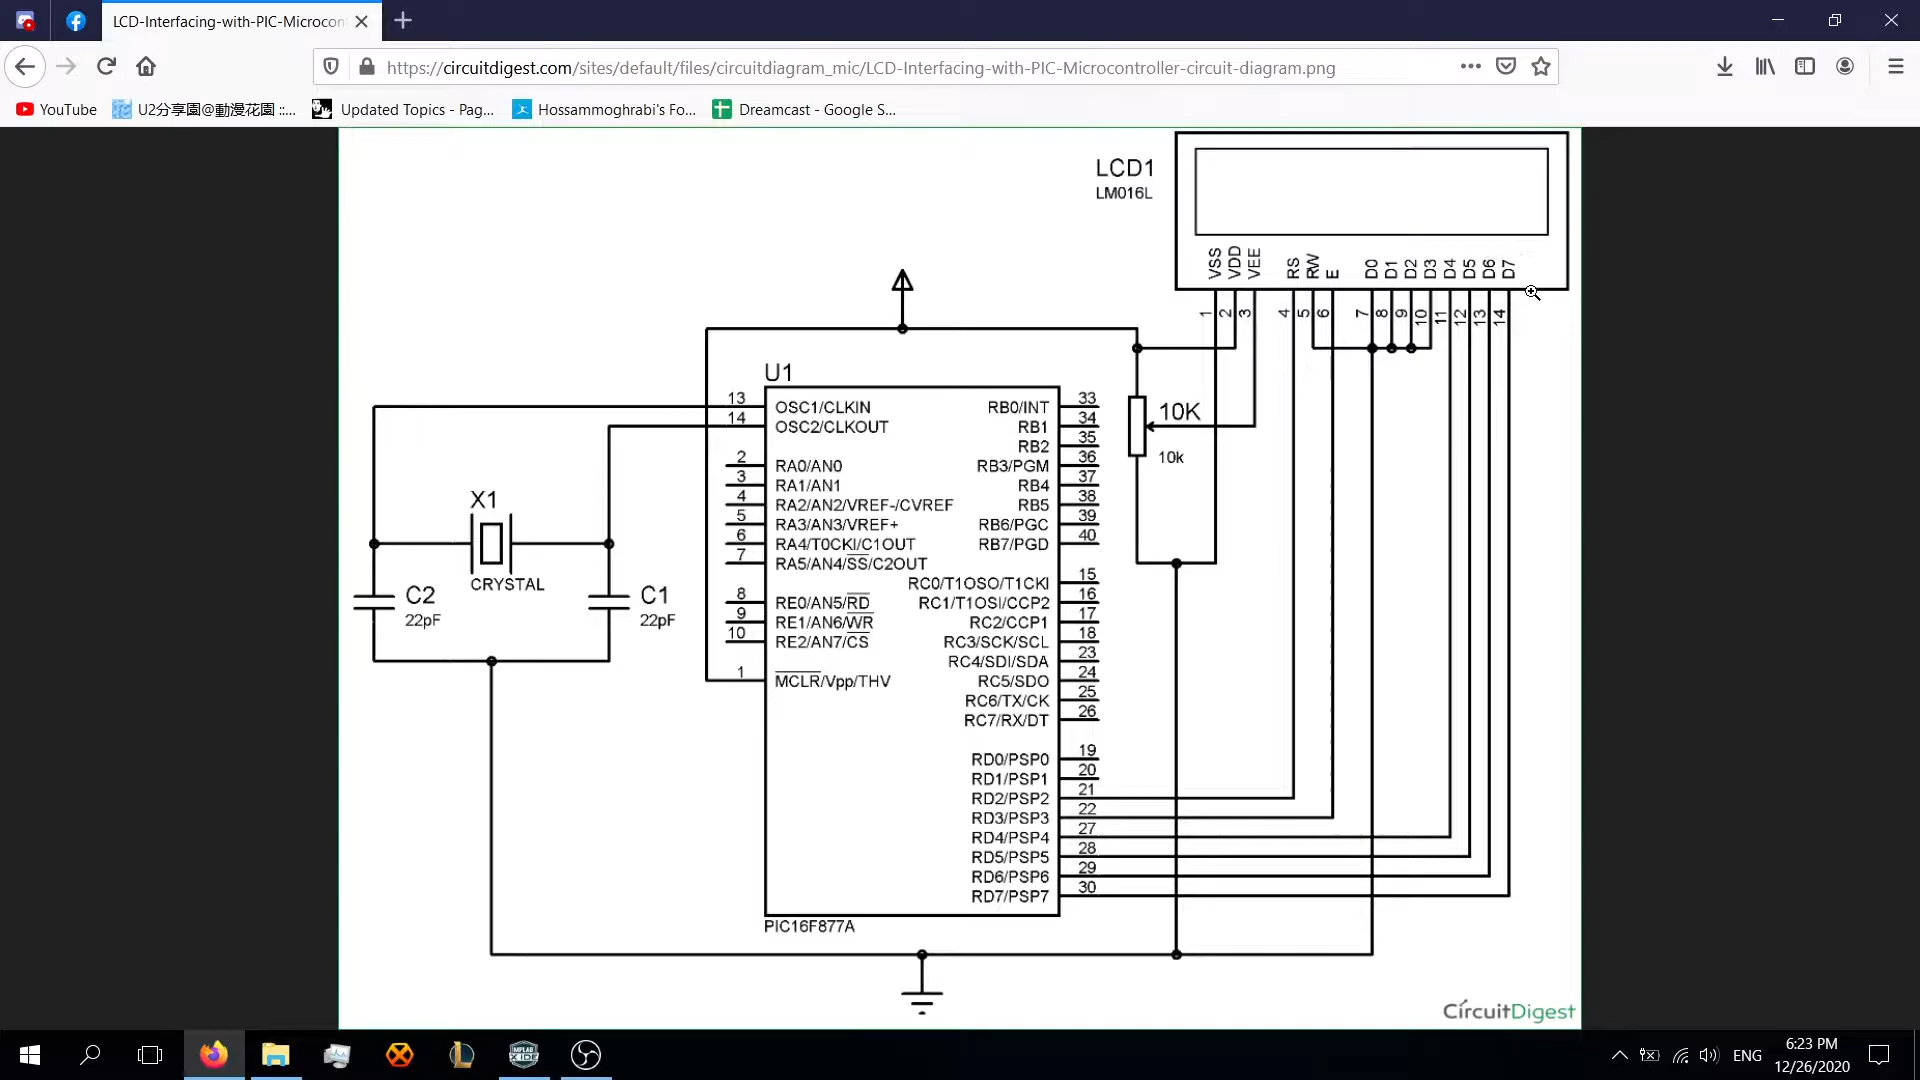 LCD-Interfacing-with-PIC-Microcon
https://circuitdigest.com/sites/default/files/circuitdiagram_mic/LCD-Interfacing-with-PIC-Microcontroller-circuit-diagram.png
YouTube
U2分享園@動漫花園 ::...
Updated Topics - Pag...
Hossammoghrabi's Fo...
Dreamcast - Google S...
LCD1
LM016L
VSS
VDD
VEE
RS
RW
E
D0
D1
D2
D3
D4
D5
D6
D7
1
2
3
4
5
6
7
8
9
10
11
12
13
14
U1
13 OSC1/CLKIN
14 OSC2/CLKOUT
2 RA0/AN0
3 RA1/AN1
4 RA2/AN2/VREF-/CVREF
5 RA3/AN3/VREF+
6 RA4/T0CKI/C1OUT
7 RA5/AN4/SS/C2OUT
8 RE0/AN5/RD
9 RE1/AN6/WR
10 RE2/AN7/CS
1 MCLR/Vpp/THV
RB0/INT 33
RB1 34
RB2 35
RB3/PGM 36
RB4 37
RB5 38
RB6/PGC 39
RB7/PGD 40
RC0/T1OSO/T1CKI 15
RC1/T1OSI/CCP2 16
RC2/CCP1 17
RC3/SCK/SCL 18
RC4/SDI/SDA 23
RC5/SDO 24
RC6/TX/CK 25
RC7/RX/DT 26
RD0/PSP0 19
RD1/PSP1 20
RD2/PSP2 21
RD3/PSP3 22
RD4/PSP4 27
RD5/PSP5 28
RD6/PSP6 29
RD7/PSP7 30
PIC16F877A
10K
10k
X1
CRYSTAL
C2
22pF
C1
22pF
CircuitDigest
MPLAB
X IDE
ENG
6:23 PM
12/26/2020